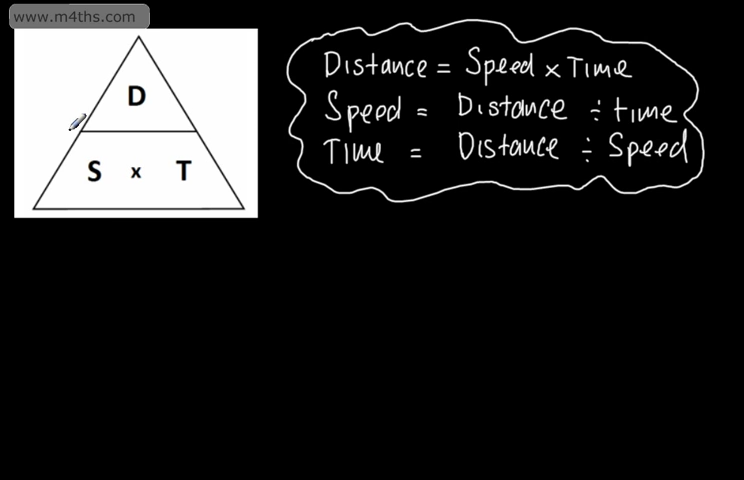 www.m4ths.com
D
S x T
Distance = Speed x Time
Speed = Distance ÷ time
Time = Distance ÷ Speed